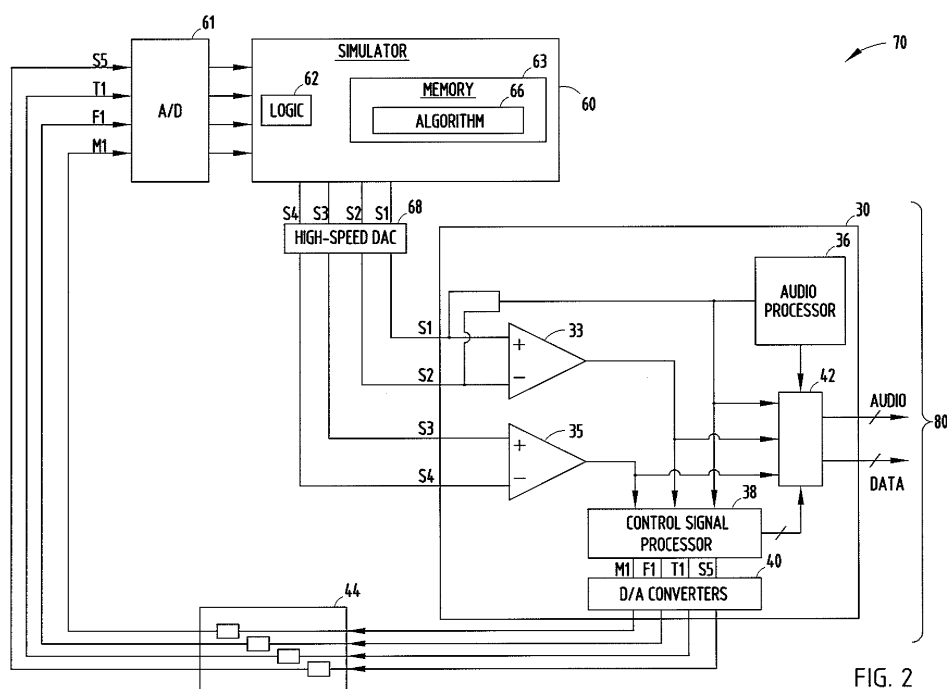 61
S5
T1
F1
M1
A/D
SIMULATOR
62
LOGIC
63
MEMORY
66
ALGORITHM
60
70
S4 S3 S2 S1
68
HIGH-SPEED DAC
30
36
AUDIO
PROCESSOR
S1
+
33
S2
−
42
AUDIO
80
S3
+
35
S4
−
DATA
38
CONTROL SIGNAL
PROCESSOR
M1 F1 T1 S5
40
D/A CONVERTERS
44
FIG. 2